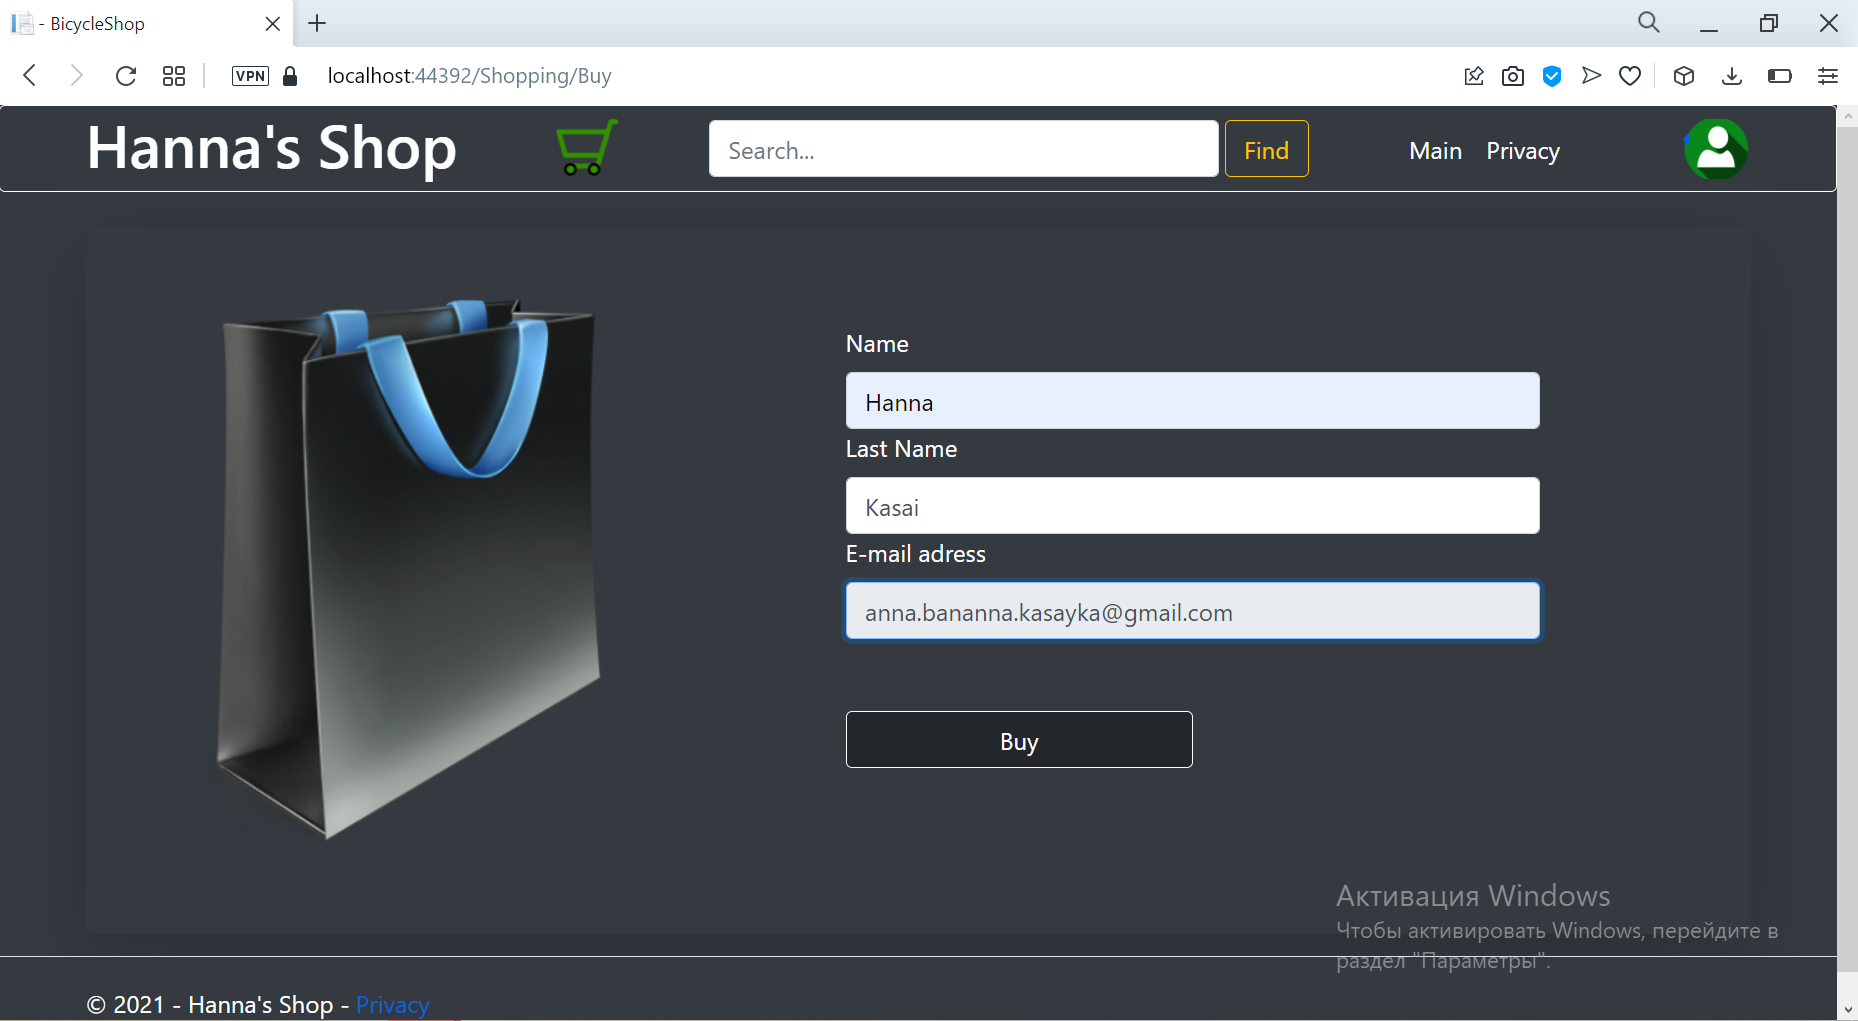 - BicycleShop
VPN localhost:44392/Shopping/Buy
Hanna's Shop Search... Find Main Privacy
Name
Hanna
Last Name
Kasai
E-mail adress
anna.bananna.kasayka@gmail.com
Buy
Активация Windows
Чтобы активировать Windows, перейдите в
раздел "Параметры".
© 2021 - Hanna's Shop - Privacy